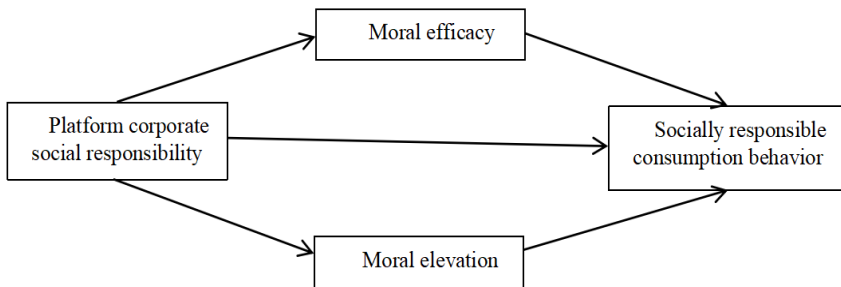 Moral efficacy
Platform corporate
social responsibility
Socially responsible
consumption behavior
Moral elevation